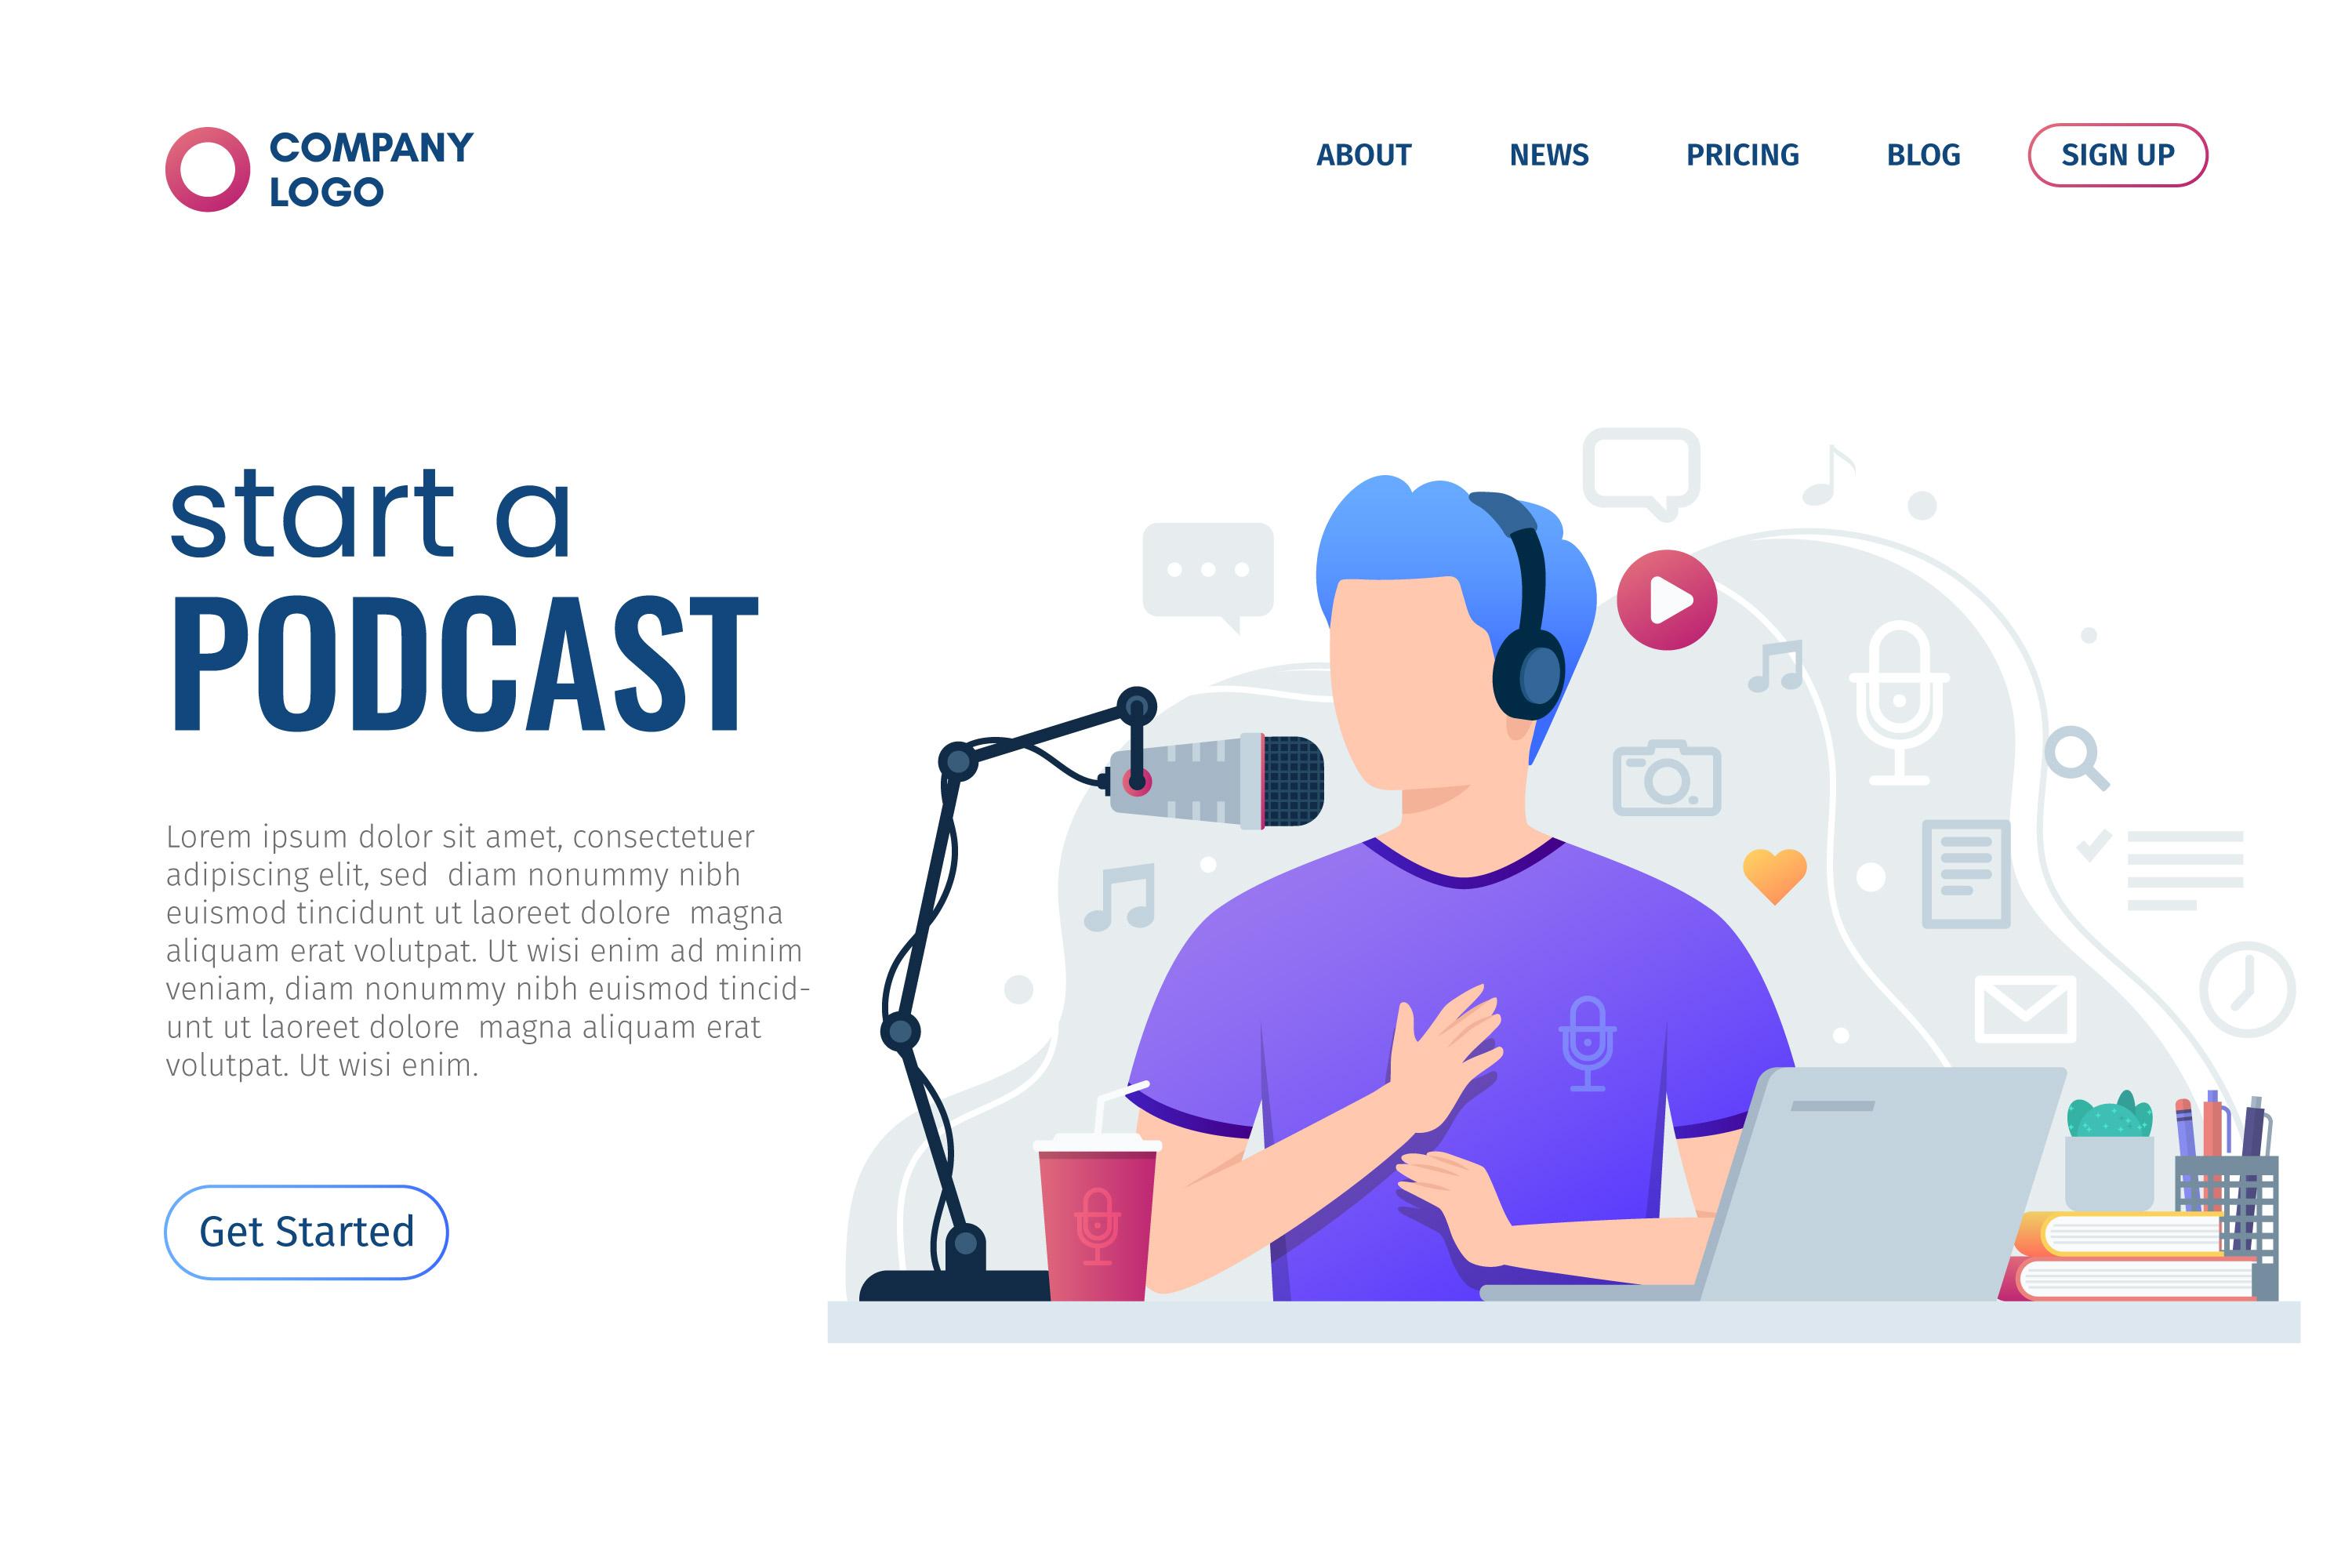 COMPANY
LOGO
ABOUT NEWS PRICING BLOG SIGN UP
start a
PODCAST
Lorem ipsum dolor sit amet, consectetuer
adipiscing elit, sed diam nonummy nibh
euismod tincidunt ut laoreet dolore magna
aliquam erat volutpat. Ut wisi enim ad minim
veniam, diam nonummy nibh euismod tincid-
unt ut laoreet dolore magna aliquam erat
volutpat. Ut wisi enim.
Get Started